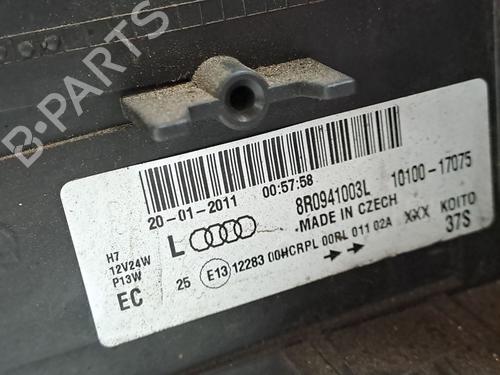 B-PARTS
20-01-2011 00:57:58 8R0941003L 10100-17075
L MADE IN CZECH XXX KOITO
H7
12V24W
P13W
EC 25 E13 12283 00HCRPL 00RL 011 02A 37S